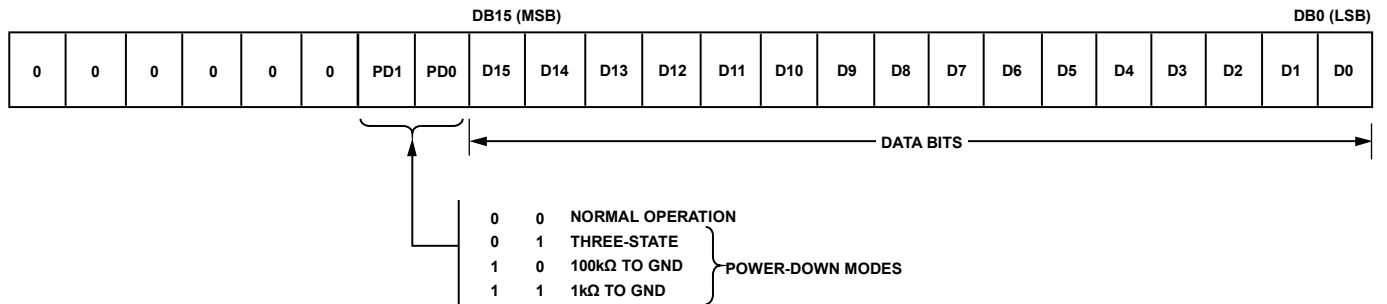 DB15 (MSB) DB0 (LSB)
0 0 0 0 0 0 PD1 PD0 D15 D14 D13 D12 D11 D10 D9 D8 D7 D6 D5 D4 D3 D2 D1 D0
DATA BITS
0 0 NORMAL OPERATION
0 1 THREE-STATE
1 0 100kΩ TO GND
POWER-DOWN MODES
1 1 1kΩ TO GND